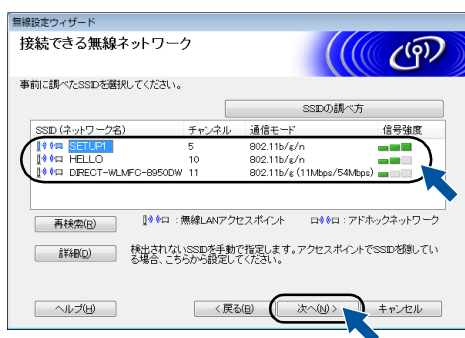 無線設定ウィザード
接続できる無線ネットワーク
事前に調べたSSIDを選択してください。
SSIDの調べ方
SSID (ネットワーク名) チャンネル 通信モード 信号強度
SETUP1 5 802.11b/g/n
HELLO 10 802.11b/g/n
DIRECT-WLMFC-8950DW 11 802.11b/g (11Mbps/54Mbps)
再検索(R) :無線LANアクセスポイント :アドホックネットワーク
詳細(D) 検出されないSSIDを手動で指定します。アクセスポイントでSSIDを隠してい
る場合、こちらから設定してください。
ヘルプ(H) < 戻る(B) 次へ(N) > キャンセル